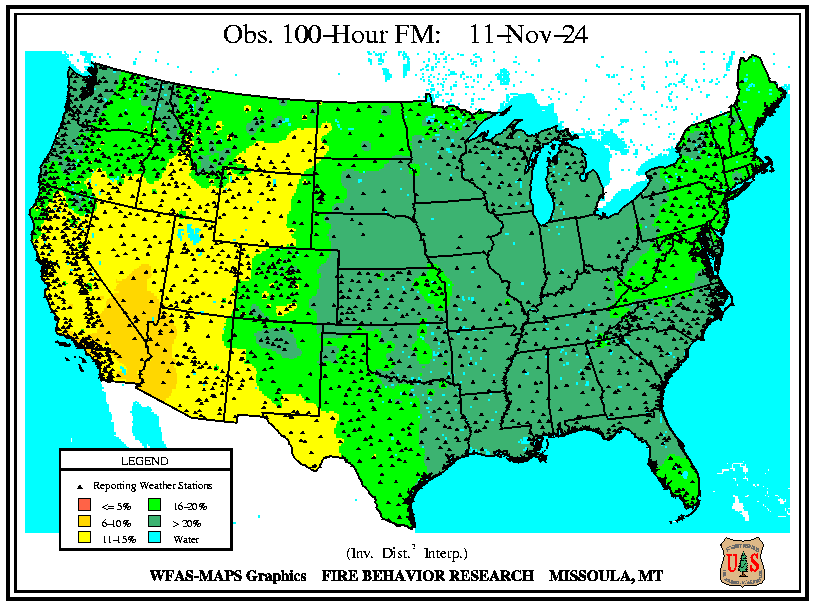 Obs. 100-Hour FM: 11-Nov-24
LEGEND
Reporting Weather Stations
<= 5% 16-20%
6-10% > 20%
11-15% Water
(Inv. Dist.² Interp.)
WFAS-MAPS Graphics FIRE BEHAVIOR RESEARCH MISSOULA, MT
U S